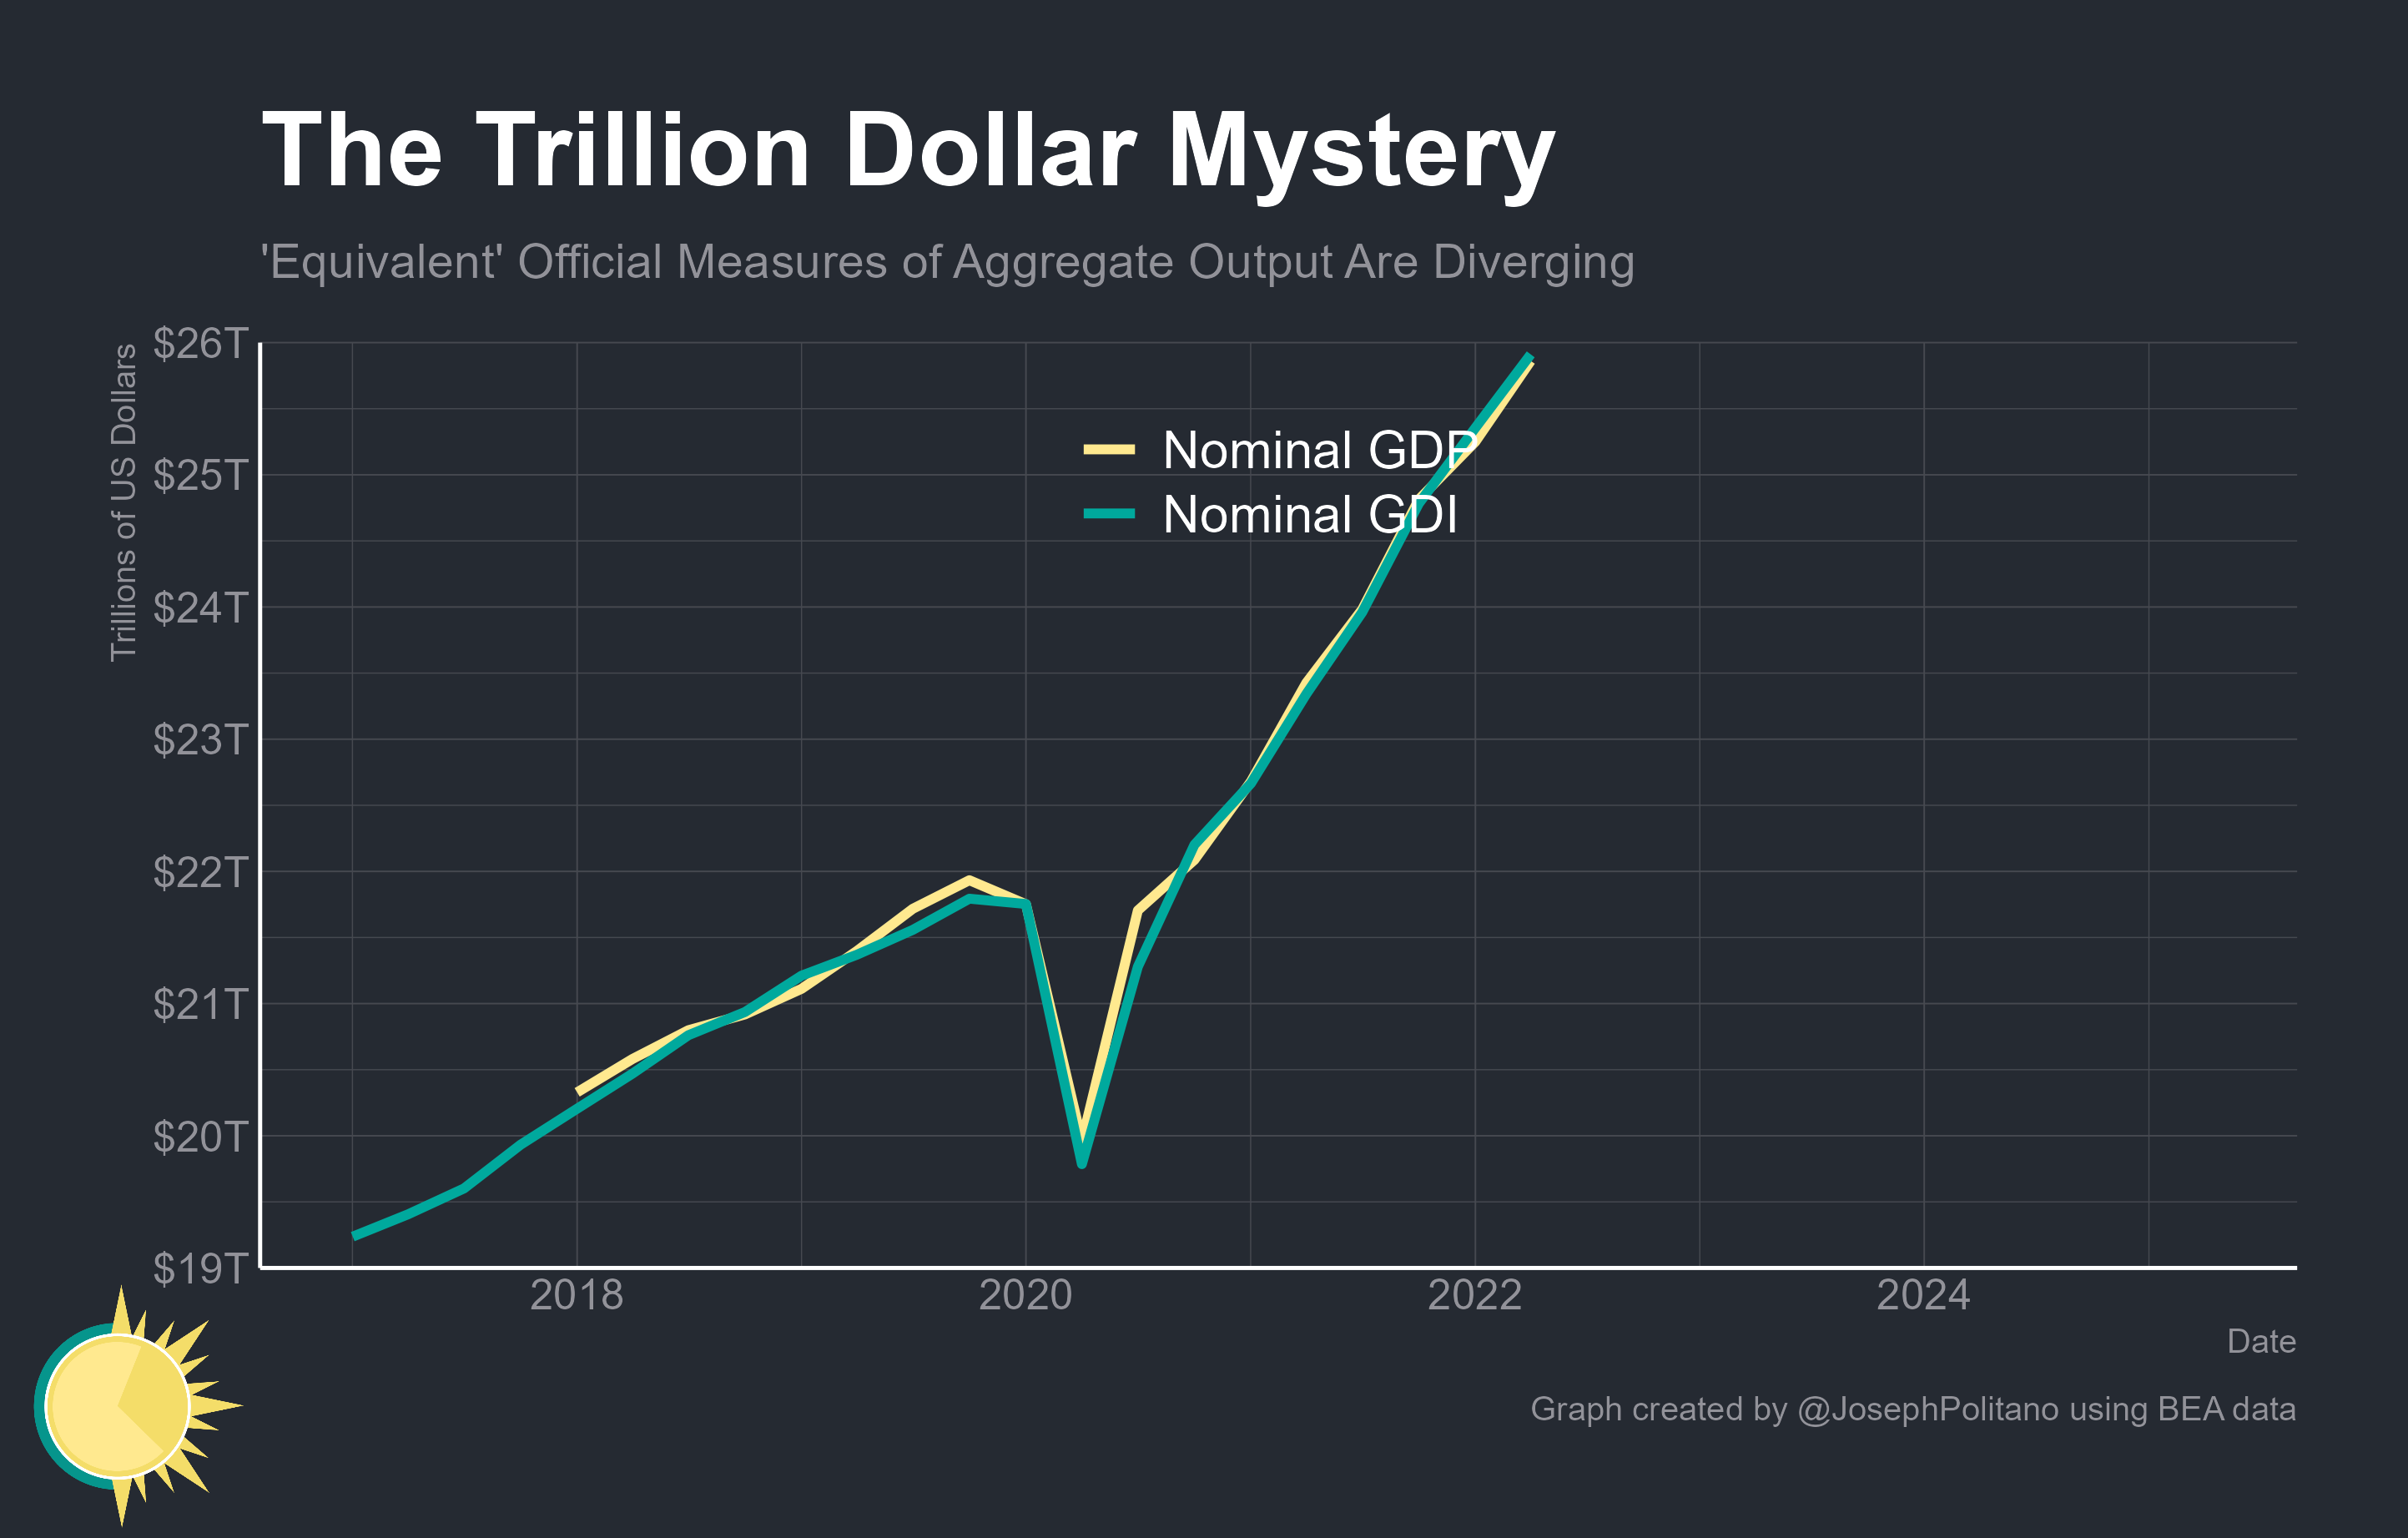 The Trillion Dollar Mystery
'Equivalent' Official Measures of Aggregate Output Are Diverging
Trillions of US Dollars
$26T
$25T
$24T
$23T
$22T
$21T
$20T
$19T
Nominal GDP
Nominal GDI
2018
2020
2022
2024
Date
Graph created by @JosephPolitano using BEA data